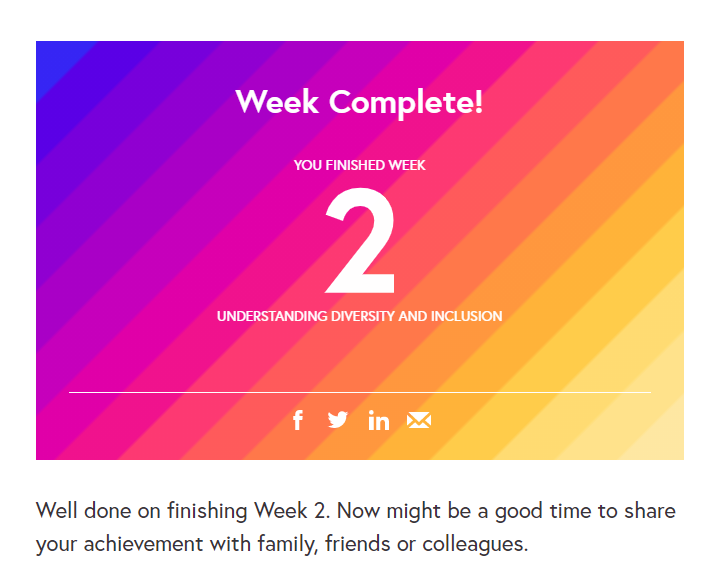 Week Complete!
YOU FINISHED WEEK
2
UNDERSTANDING DIVERSITY AND INCLUSION
Well done on finishing Week 2. Now might be a good time to share
your achievement with family, friends or colleagues.